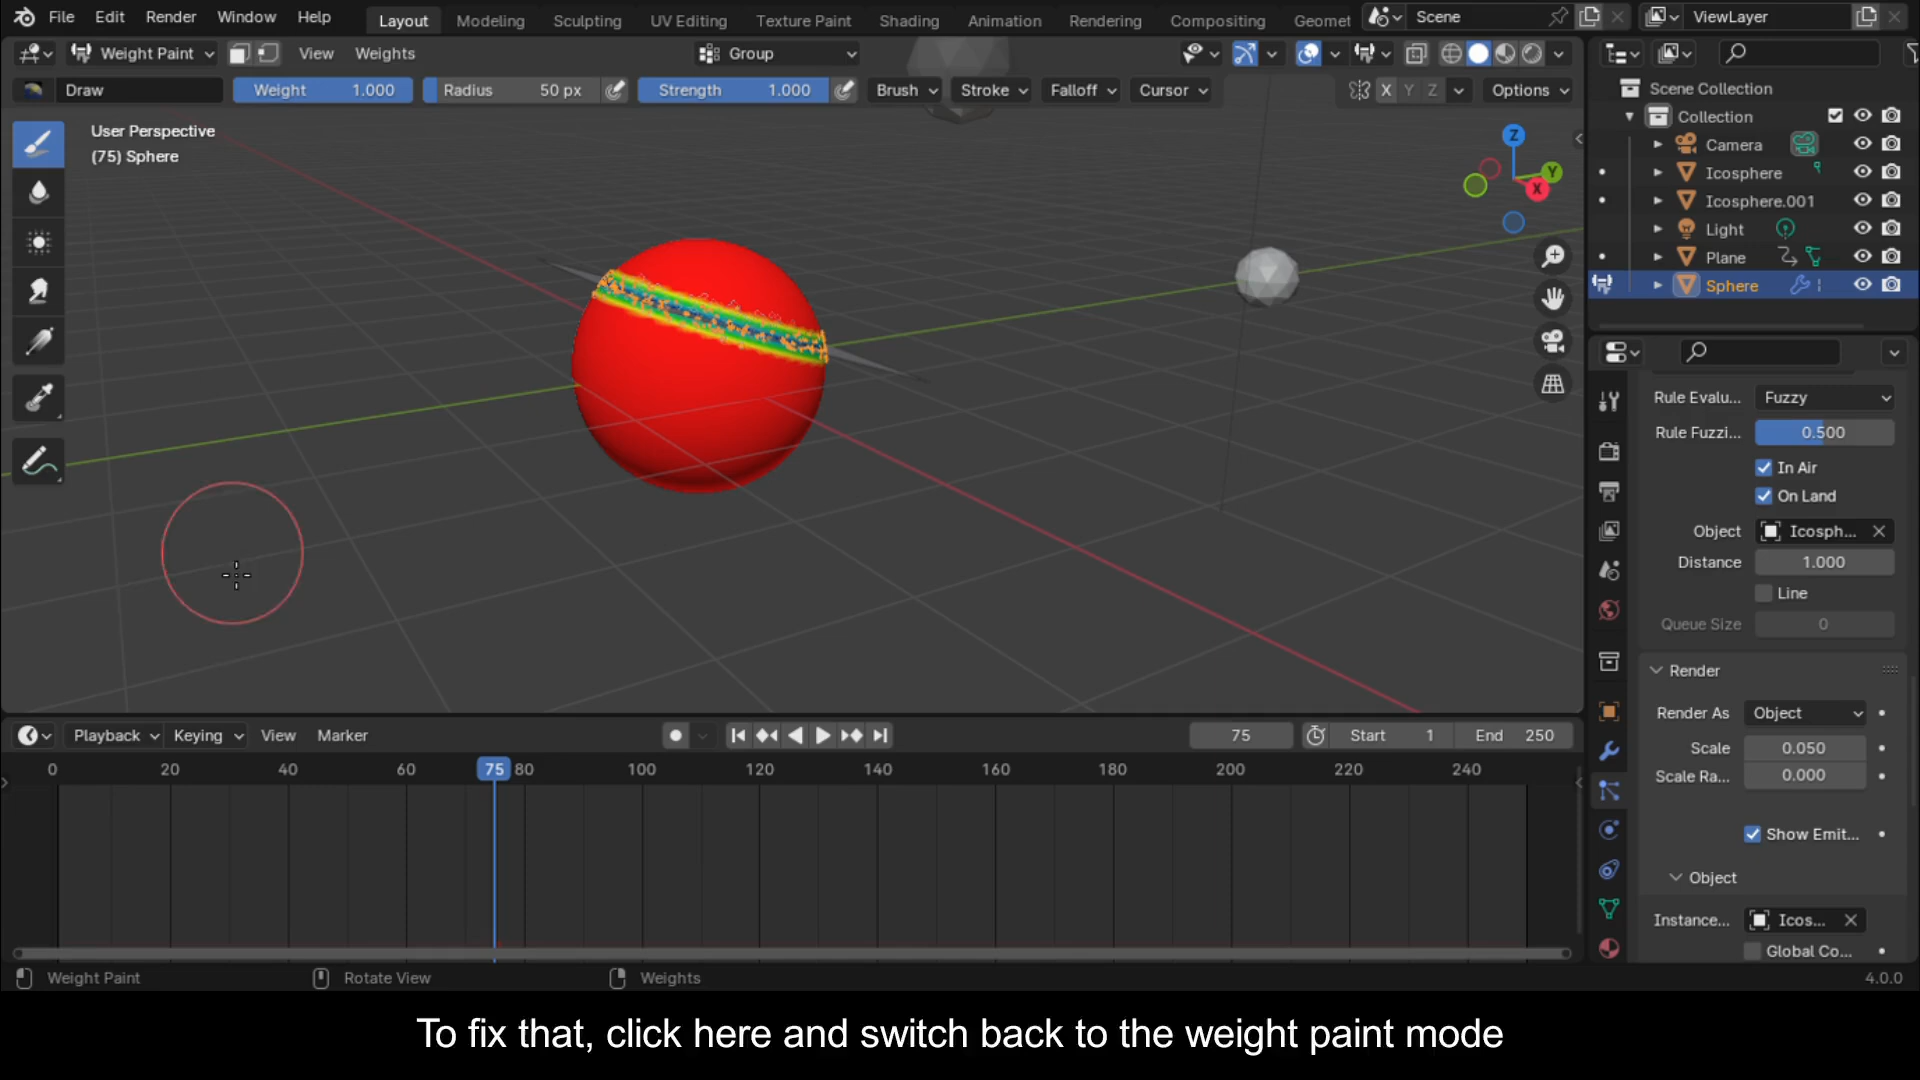 File Edit Render Window Help Layout Modeling Sculpting UV Editing Texture Paint Shading Animation Rendering Compositing Geomet Scene ViewLayer
Weight Paint View Weights Group
Draw Weight 1.000 Radius 50 px Strength 1.000 Brush Stroke Falloff Cursor X Y Z Options
User Perspective
(75) Sphere
Z
Y
X
Scene Collection
Collection
Camera
Icosphere
Icosphere.001
Light
Plane
Sphere
Rule Evalu... Fuzzy
Rule Fuzzi... 0.500
In Air
On Land
Object Icosph...
Distance 1.000
Line
Queue Size 0
Render
Render As Object
Scale 0.050
Scale Ra... 0.000
Show Emit...
Object
Instance... Icos...
Global Co...
Playback Keying View Marker 75 Start 1 End 250
0 20 40 60 75 80 100 120 140 160 180 200 220 240
Weight Paint Rotate View Weights 4.0.0
To fix that, click here and switch back to the weight paint mode